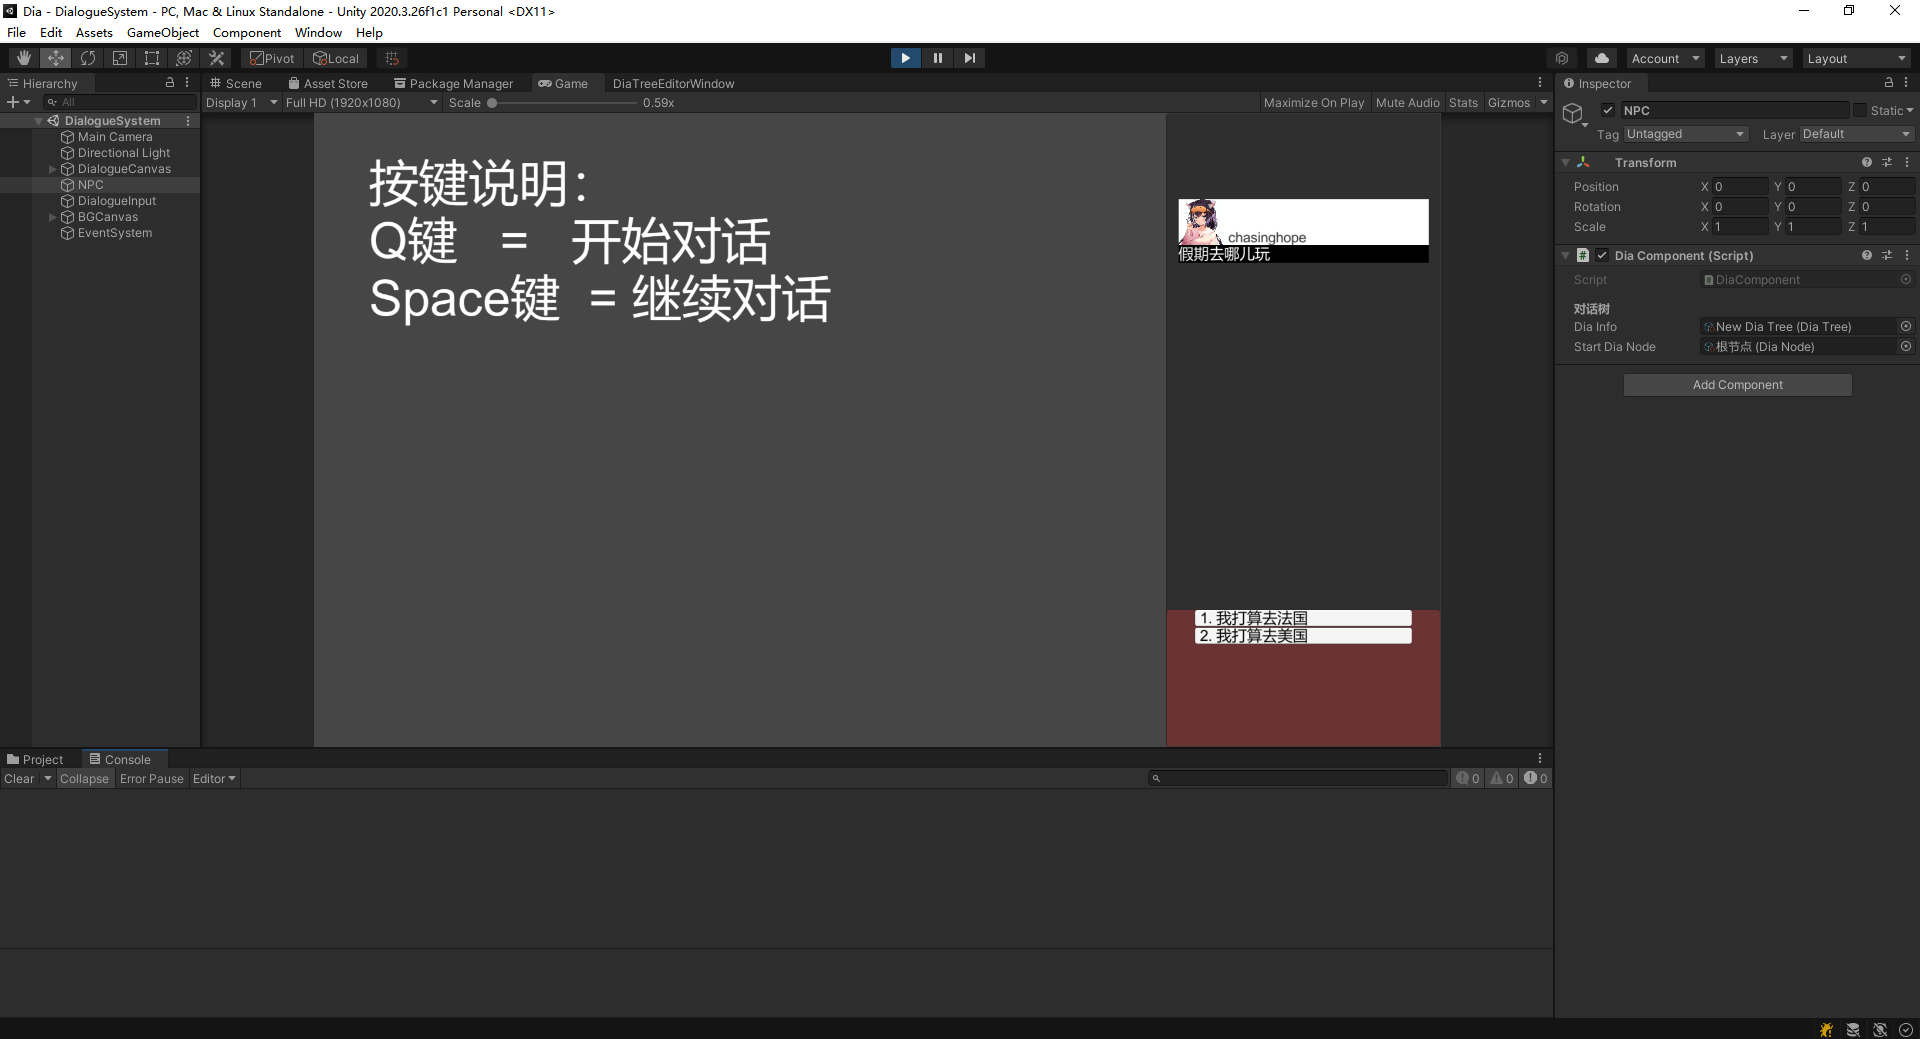 Dia - DialogueSystem - PC, Mac & Linux Standalone - Unity 2020.3.26f1c1 Personal <DX11>
File Edit Assets GameObject Component Window Help
Pivot Local
Account Layers Layout
Hierarchy
Scene Asset Store Package Manager Game DiaTreeEditorWindow
Inspector
All
Display 1 Full HD (1920x1080) Scale 0.59x Maximize On Play Mute Audio Stats Gizmos
DialogueSystem
Main Camera
Directional Light
DialogueCanvas
NPC
DialogueInput
BGCanvas
EventSystem
按键说明：
Q键 = 开始对话
Space键 = 继续对话
chasinghope
假期去哪儿玩
1. 我打算去法国
2. 我打算去美国
NPC Static
Tag Untagged Layer Default
Transform
Position X 0 Y 0 Z 0
Rotation X 0 Y 0 Z 0
Scale X 1 Y 1 Z 1
# Dia Component (Script)
Script DiaComponent
对话树
Dia Info New Dia Tree (Dia Tree)
Start Dia Node 根节点 (Dia Node)
Add Component
Project Console
Clear Collapse Error Pause Editor 0 0 0